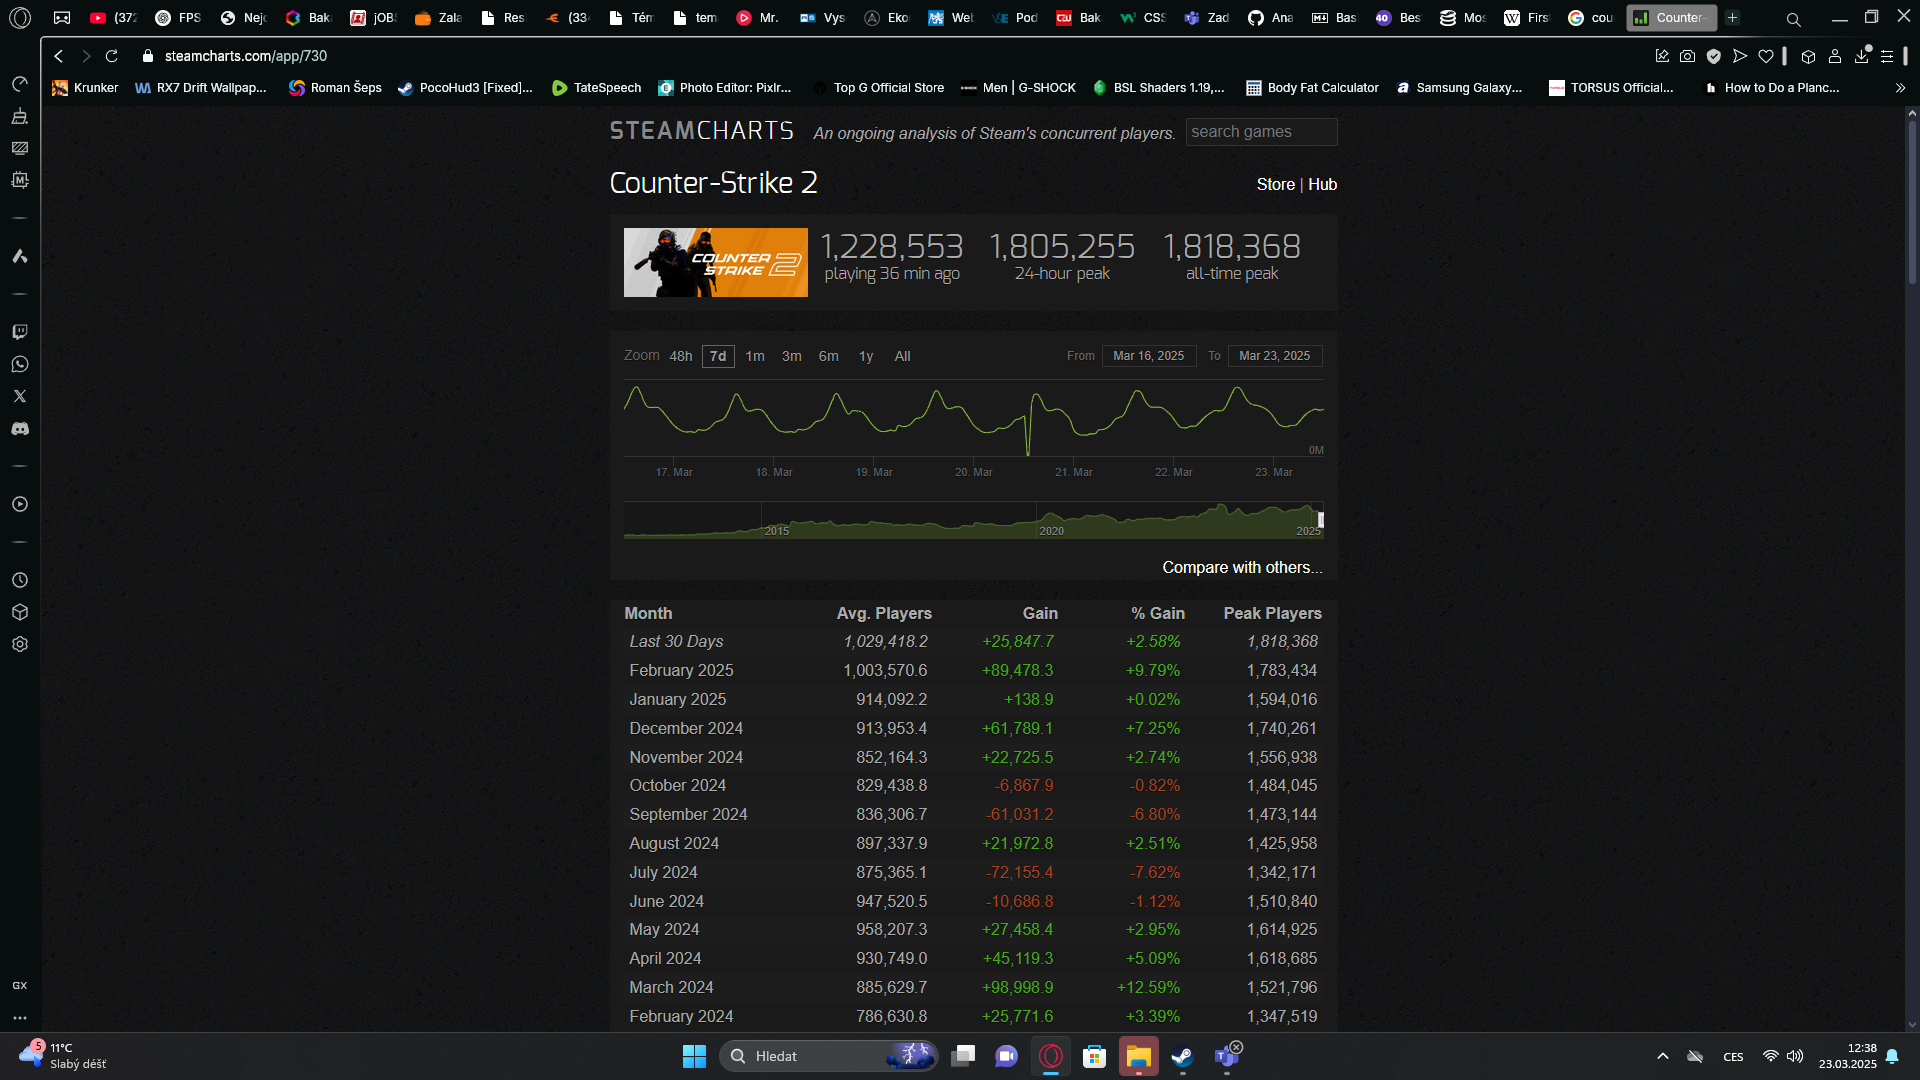 (372
FPS
Nejc
Bak
jOBS
Zala
Res
(334
Tém
tem
Mr.
Vys
Eko
Web
Pod
Bak
CSS
Zad
Ana
Bas
Bes
Mos
Firs
cou
Counter-
steamcharts.com/app/730
Krunker
RX7 Drift Wallpap...
Roman Šeps
PocoHud3 [Fixed]...
TateSpeech
Photo Editor: Pixlr...
Top G Official Store
Men | G-SHOCK
BSL Shaders 1.19,...
Body Fat Calculator
Samsung Galaxy...
TORSUS Official...
How to Do a Planc...
STEAMCHARTS An ongoing analysis of Steam's concurrent players. search games
Counter-Strike 2 Store | Hub
COUNTER STRIKE 2
1,228,553 1,805,255 1,818,368
playing 36 min ago 24-hour peak all-time peak
Zoom 48h 7d 1m 3m 6m 1y All From Mar 16, 2025 To Mar 23, 2025
0M
17. Mar 18. Mar 19. Mar 20. Mar 21. Mar 22. Mar 23. Mar
2015 2020 2025
Compare with others...
Month Avg. Players Gain % Gain Peak Players
Last 30 Days 1,029,418.2 +25,847.7 +2.58% 1,818,368
February 2025 1,003,570.6 +89,478.3 +9.79% 1,783,434
January 2025 914,092.2 +138.9 +0.02% 1,594,016
December 2024 913,953.4 +61,789.1 +7.25% 1,740,261
November 2024 852,164.3 +22,725.5 +2.74% 1,556,938
October 2024 829,438.8 -6,867.9 -0.82% 1,484,045
September 2024 836,306.7 -61,031.2 -6.80% 1,473,144
August 2024 897,337.9 +21,972.8 +2.51% 1,425,958
July 2024 875,365.1 -72,155.4 -7.62% 1,342,171
June 2024 947,520.5 -10,686.8 -1.12% 1,510,840
May 2024 958,207.3 +27,458.4 +2.95% 1,614,925
April 2024 930,749.0 +45,119.3 +5.09% 1,618,685
March 2024 885,629.7 +98,998.9 +12.59% 1,521,796
February 2024 786,630.8 +25,771.6 +3.39% 1,347,519
GX
5
11°C
Slabý déšť
Hledat
CES
12:38
23.03.2025